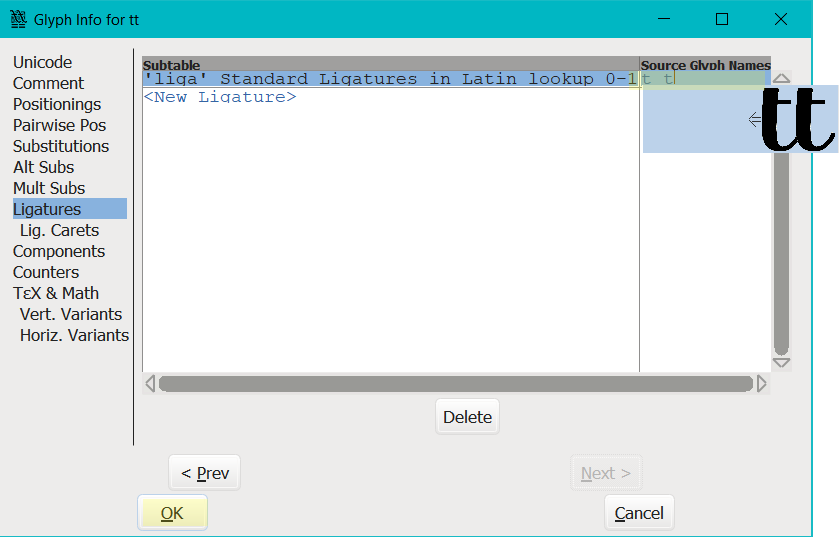 Glyph Info for tt
Unicode
Comment
Positionings
Pairwise Pos
Substitutions
Alt Subs
Mult Subs
Ligatures
Lig. Carets
Components
Counters
TεX & Math
Vert. Variants
Horiz. Variants
Subtable Source Glyph Names
'liga' Standard Ligatures in Latin lookup 0-1 t t
<New Ligature>
⇐ tt
Delete
< Prev Next >
OK Cancel